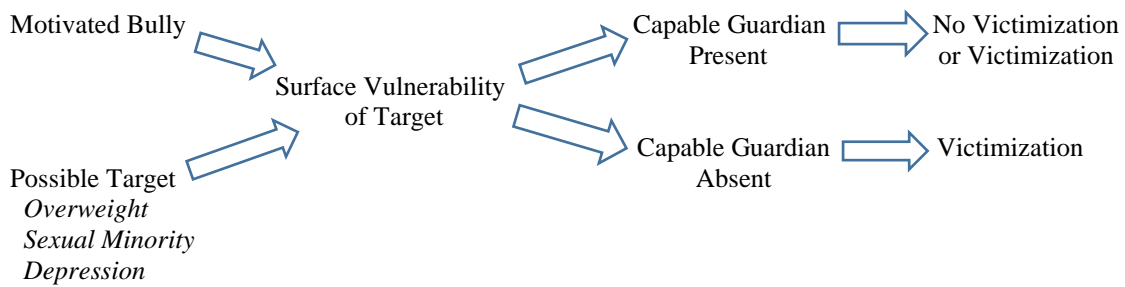 Motivated Bully
Possible Target
Overweight
Sexual Minority
Depression
Surface Vulnerability
of Target
Capable Guardian
Present
No Victimization
or Victimization
Capable Guardian
Absent
Victimization